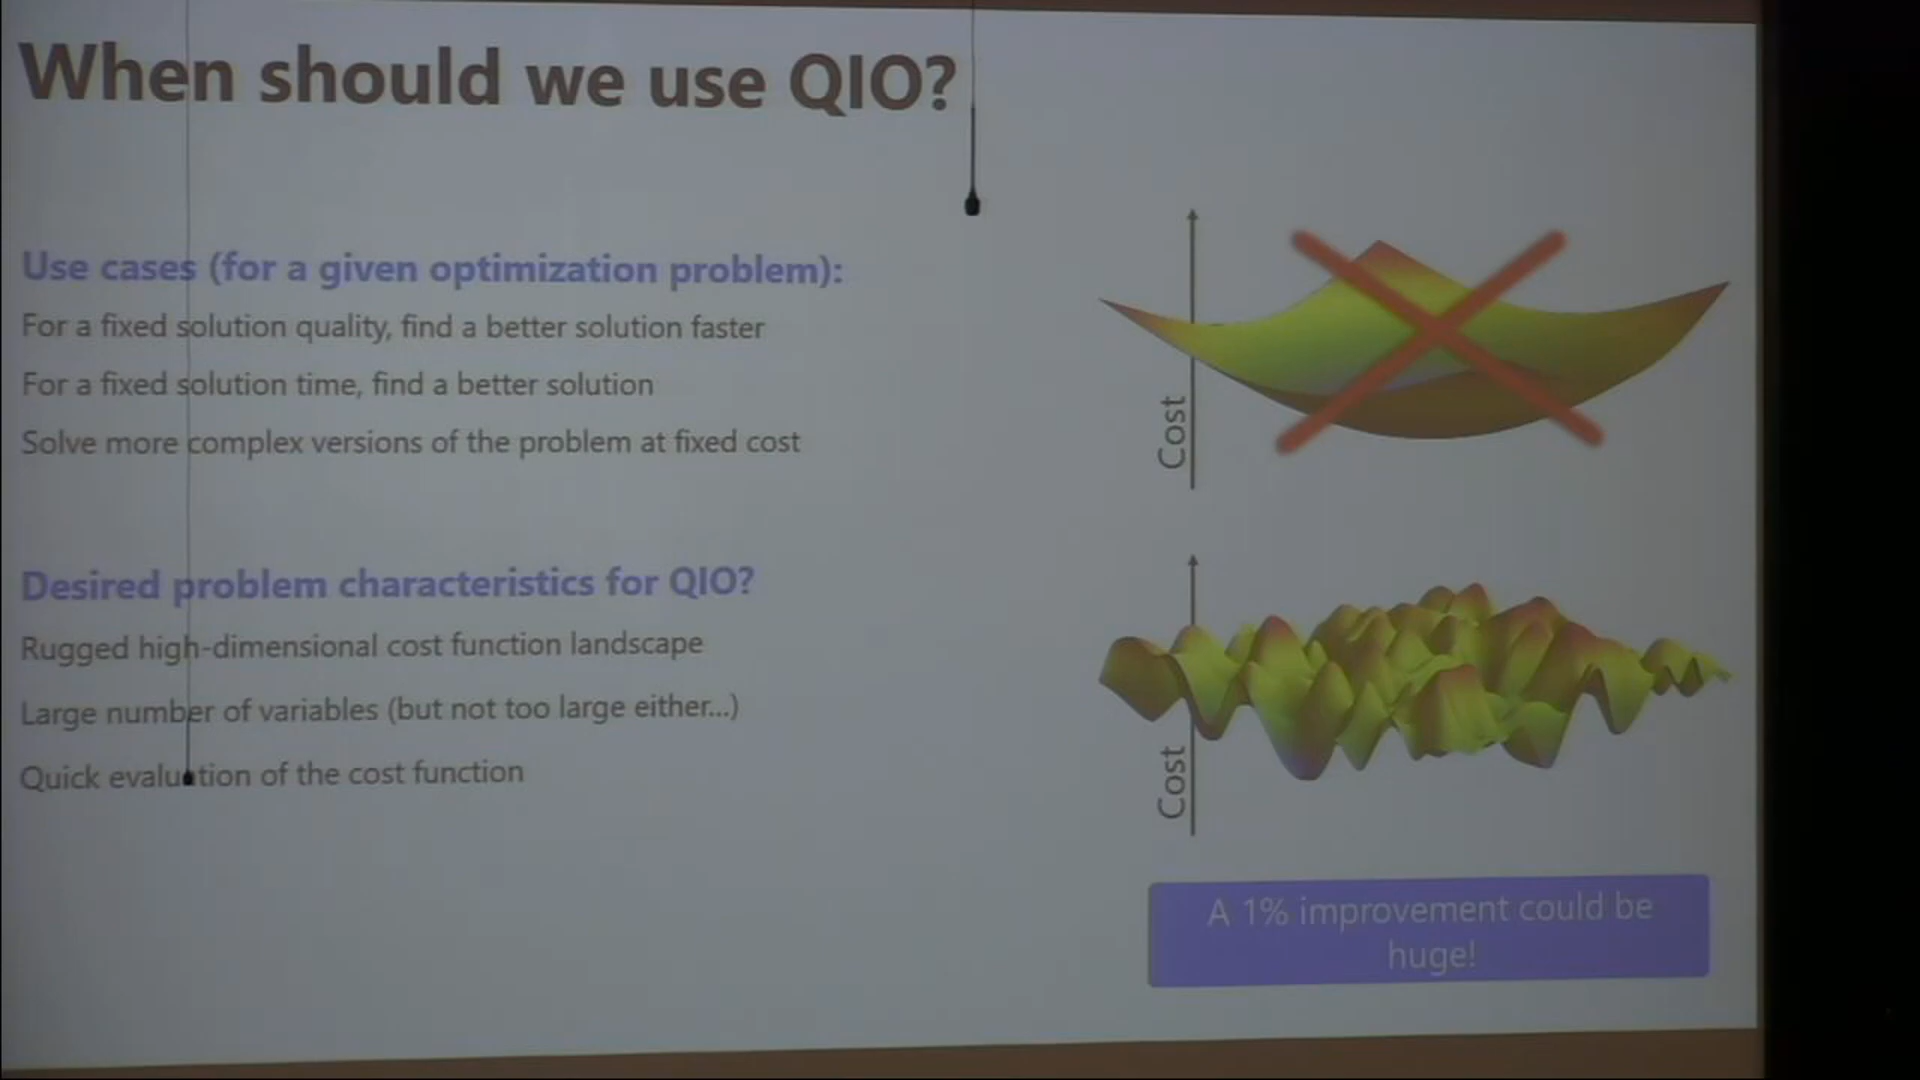 When should we use QIO?
Use cases (for a given optimization problem):
For a fixed solution quality, find a better solution faster
For a fixed solution time, find a better solution
Solve more complex versions of the problem at fixed cost
Desired problem characteristics for QIO?
Rugged high-dimensional cost function landscape
Large number of variables (but not too large either...)
Quick evaluation of the cost function
Cost
Cost
A 1% improvement could be
huge!